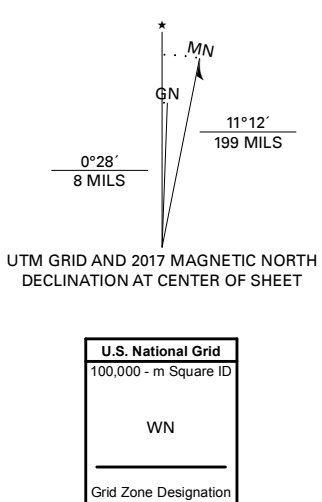 ★
MN
GN
11°12´
199 MILS
0°28´
8 MILS
UTM GRID AND 2017 MAGNETIC NORTH
DECLINATION AT CENTER OF SHEET
U.S. National Grid
100,000 - m Square ID
WN
Grid Zone Designation